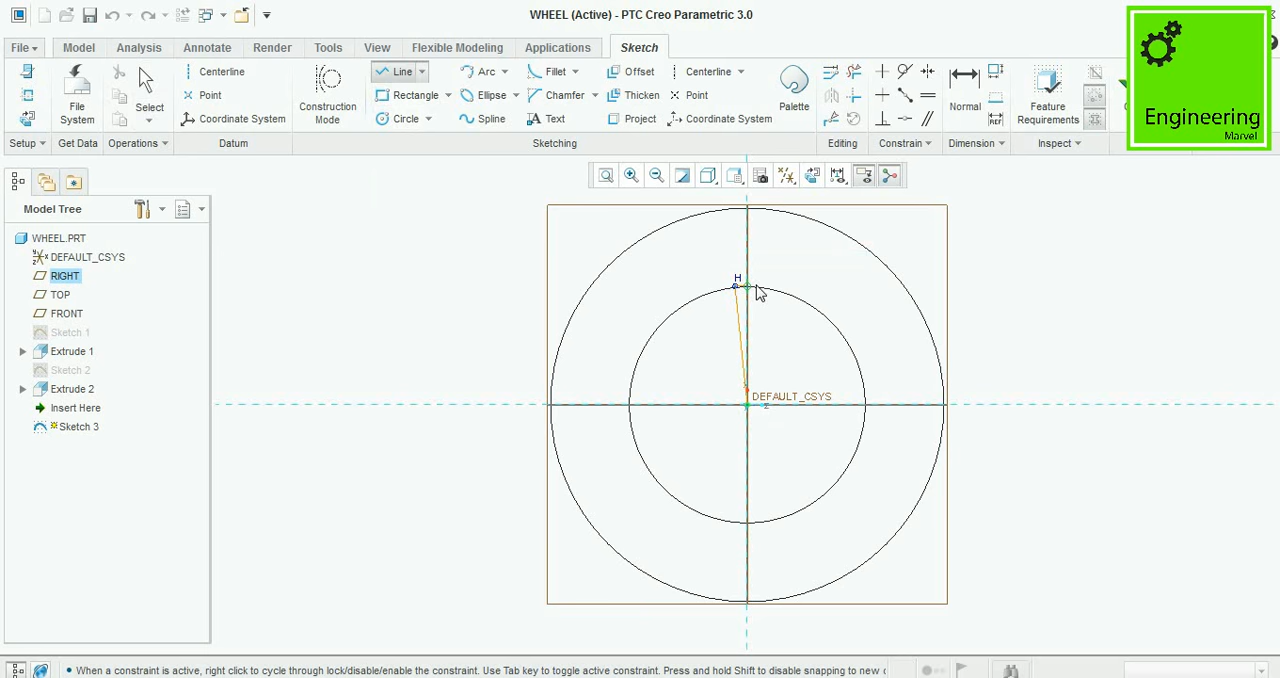 WHEEL (Active) - PTC Creo Parametric 3.0
File Model Analysis Annotate Render Tools View Flexible Modeling Applications Sketch
Centerline Line Arc Fillet Offset Centerline
Point Rectangle Ellipse Chamfer Thicken Point
Coordinate System Circle Spline Text Project Coordinate System
File System
Select
Construction Mode
Palette
Normal
Feature Requirements
Setup Get Data Operations Datum Sketching Editing Constrain Dimension Inspect
Engineering
Marvel
Model Tree
WHEEL.PRT
DEFAULT_CSYS
RIGHT
TOP
FRONT
Sketch 1
Extrude 1
Sketch 2
Extrude 2
Insert Here
Sketch 3
H
DEFAULT_CSYS
Z
• When a constraint is active, right click to cycle through lock/disable/enable the constraint. Use Tab key to toggle active constraint. Press and hold Shift to disable snapping to new